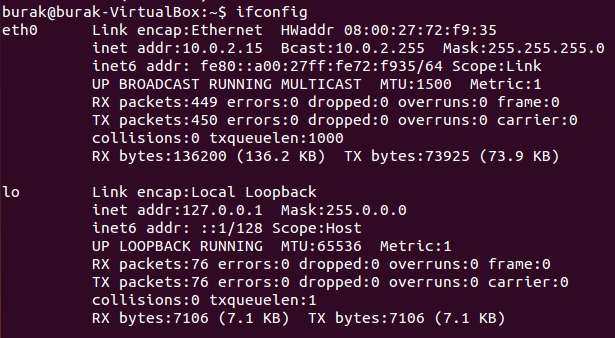 burak@burak-VirtualBox:~$ ifconfig
eth0      Link encap:Ethernet  HWaddr 08:00:27:72:f9:35
          inet addr:10.0.2.15  Bcast:10.0.2.255  Mask:255.255.255.0
          inet6 addr: fe80::a00:27ff:fe72:f935/64 Scope:Link
          UP BROADCAST RUNNING MULTICAST  MTU:1500  Metric:1
          RX packets:449 errors:0 dropped:0 overruns:0 frame:0
          TX packets:450 errors:0 dropped:0 overruns:0 carrier:0
          collisions:0 txqueuelen:1000
          RX bytes:136200 (136.2 KB)  TX bytes:73925 (73.9 KB)

lo        Link encap:Local Loopback
          inet addr:127.0.0.1  Mask:255.0.0.0
          inet6 addr: ::1/128 Scope:Host
          UP LOOPBACK RUNNING  MTU:65536  Metric:1
          RX packets:76 errors:0 dropped:0 overruns:0 frame:0
          TX packets:76 errors:0 dropped:0 overruns:0 carrier:0
          collisions:0 txqueuelen:1
          RX bytes:7106 (7.1 KB)  TX bytes:7106 (7.1 KB)